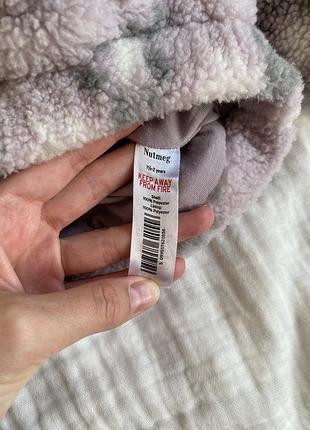 Nutmeg
KEEP AWAY
FROM FIRE
Shell
100% Polyester
Lining
100% Polyester